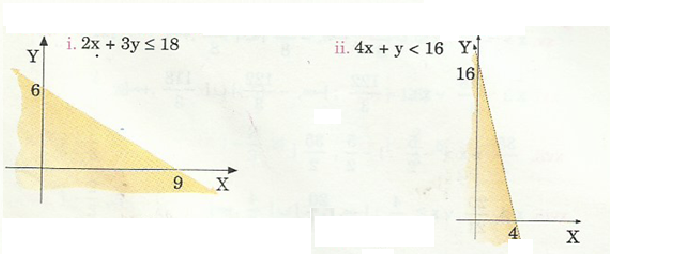 i. 2x + 3y ≤ 18
Y
6
9
X
ii. 4x + y < 16
Y
16
4
X